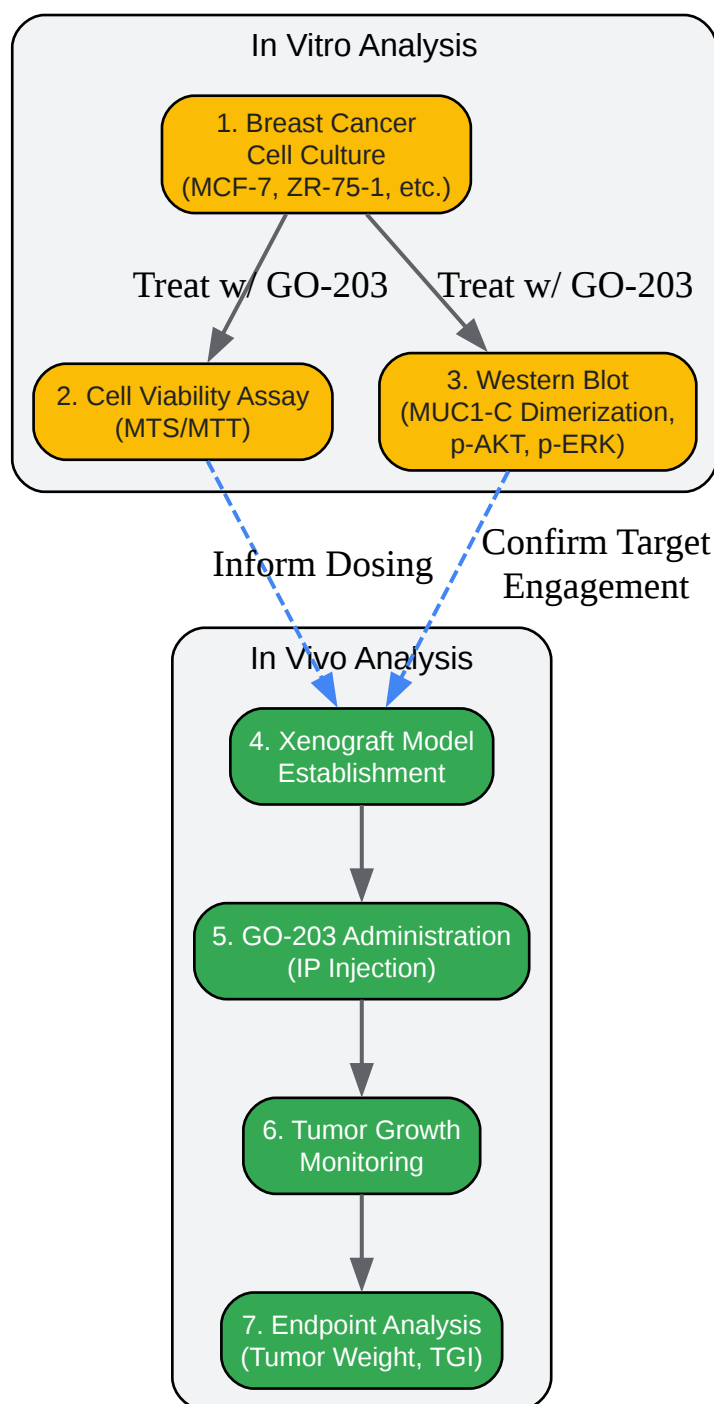 In Vitro Analysis
1. Breast Cancer
Cell Culture
(MCF-7, ZR-75-1, etc.)
Treat w/ GO-203
Treat w/ GO-203
2. Cell Viability Assay
(MTS/MTT)
3. Western Blot
(MUC1-C Dimerization,
p-AKT, p-ERK)
Inform Dosing
Confirm Target
Engagement
In Vivo Analysis
4. Xenograft Model
Establishment
5. GO-203 Administration
(IP Injection)
6. Tumor Growth
Monitoring
7. Endpoint Analysis
(Tumor Weight, TGI)